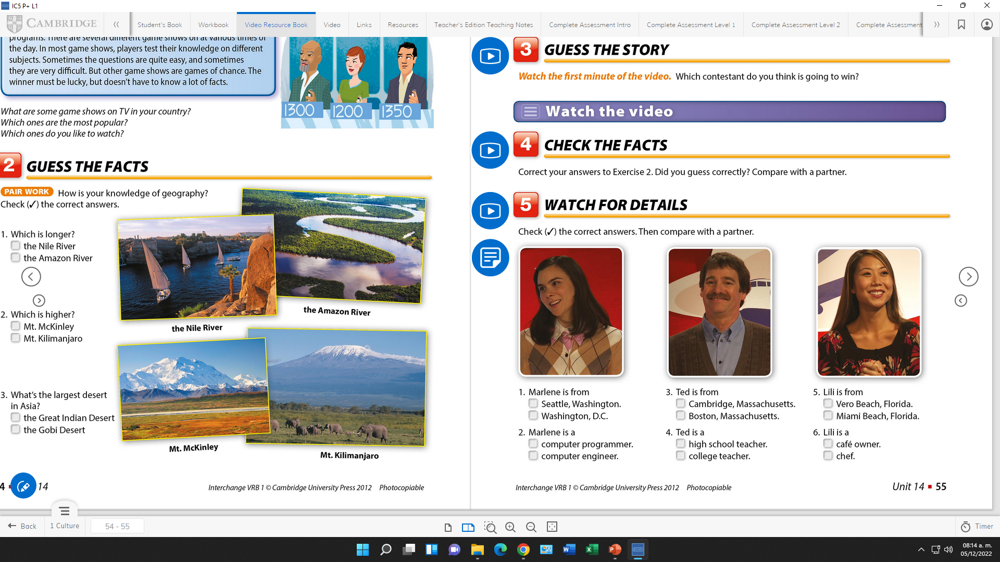 IC5 P+ L1
CAMBRIDGE
Student's Book
Workbook
Video Resource Book
Video
Links
Resources
Teacher's Edition Teaching Notes
Complete Assessment Intro
Complete Assessment Level 1
Complete Assessment Level 2
Complete Assessment
programs. There are several different game shows on at various times of
the day. In most game shows, players test their knowledge on different
subjects. Sometimes the questions are quite easy, and sometimes
they are very difficult. But other game shows are games of chance. The
winner must be lucky, but doesn't have to know a lot of facts.
1300 1200 1350
What are some game shows on TV in your country?
Which ones are the most popular?
Which ones do you like to watch?
2 GUESS THE FACTS
PAIR WORK How is your knowledge of geography?
Check (✓) the correct answers.
1. Which is longer?
the Nile River
the Amazon River
2. Which is higher?
Mt. McKinley
Mt. Kilimanjaro
3. What's the largest desert
in Asia?
the Great Indian Desert
the Gobi Desert
the Amazon River
the Nile River
Mt. McKinley
Mt. Kilimanjaro
4 14
Interchange VRB 1 © Cambridge University Press 2012 Photocopiable
3 GUESS THE STORY
Watch the first minute of the video. Which contestant do you think is going to win?
Watch the video
4 CHECK THE FACTS
Correct your answers to Exercise 2. Did you guess correctly? Compare with a partner.
5 WATCH FOR DETAILS
Check (✓) the correct answers. Then compare with a partner.
1. Marlene is from
Seattle, Washington.
Washington, D.C.
2. Marlene is a
computer programmer.
computer engineer.
3. Ted is from
Cambridge, Massachusetts.
Boston, Massachusetts.
4. Ted is a
high school teacher.
college teacher.
5. Lili is from
Vero Beach, Florida.
Miami Beach, Florida.
6. Lili is a
café owner.
chef.
Interchange VRB 1 © Cambridge University Press 2012 Photocopiable
Unit 14 ■ 55
Back
1 Culture
54 - 55
Timer
PLUS
08:14 a. m.
05/12/2022